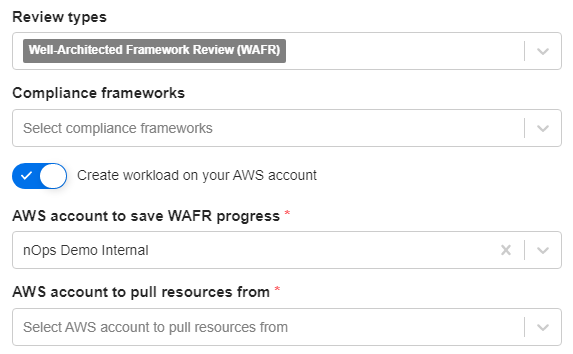 Review types
Well-Architected Framework Review (WAFR)
Compliance frameworks
Select compliance frameworks
Create workload on your AWS account
AWS account to save WAFR progress *
nOps Demo Internal
AWS account to pull resources from *
Select AWS account to pull resources from